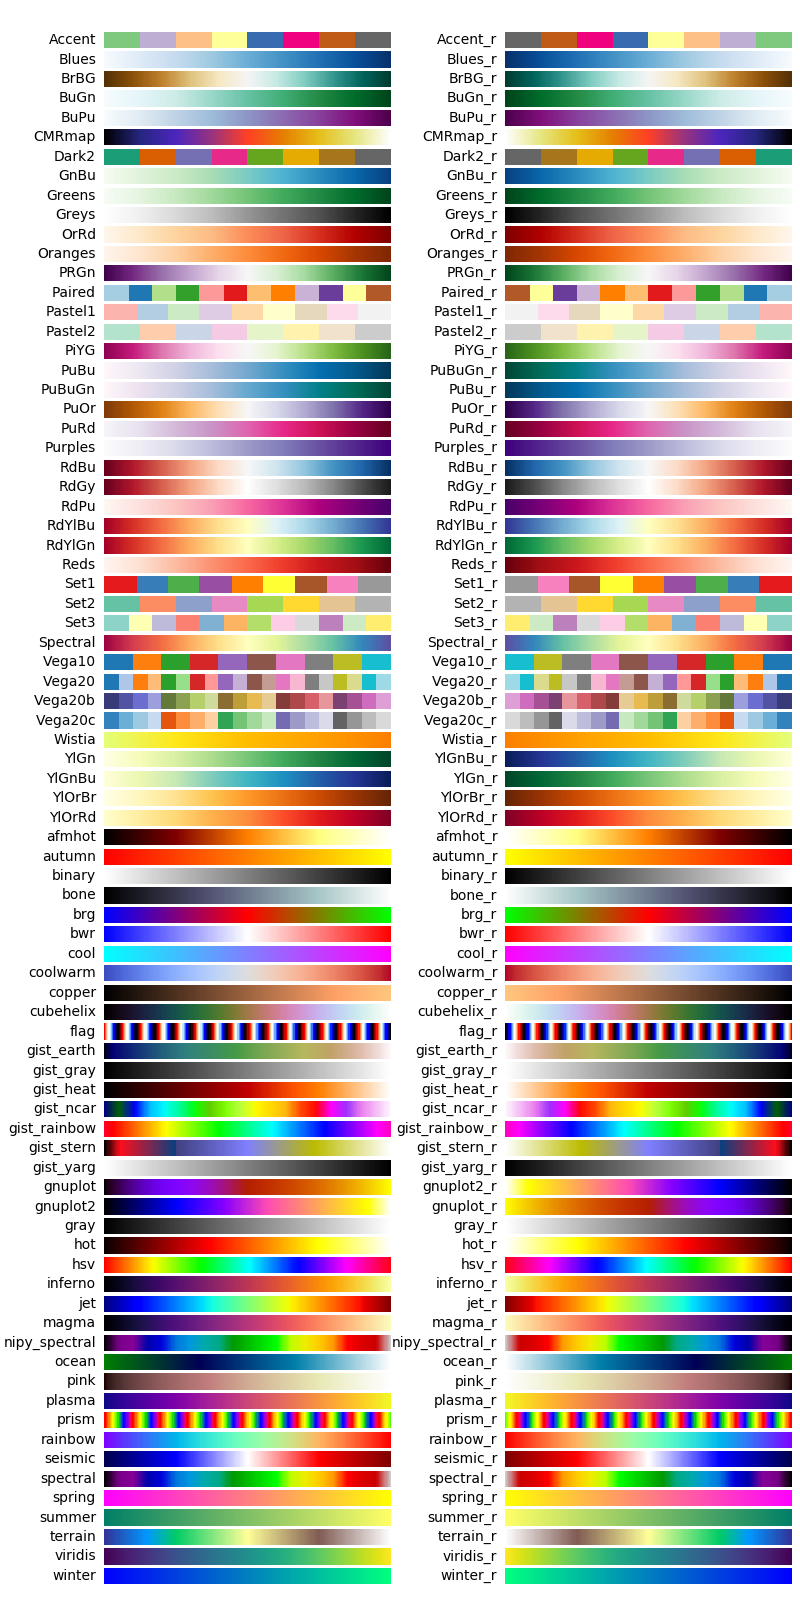 Accent Accent_r
Blues Blues_r
BrBG BrBG_r
BuGn BuGn_r
BuPu BuPu_r
CMRmap CMRmap_r
Dark2 Dark2_r
GnBu GnBu_r
Greens Greens_r
Greys Greys_r
OrRd OrRd_r
Oranges Oranges_r
PRGn PRGn_r
Paired Paired_r
Pastel1 Pastel1_r
Pastel2 Pastel2_r
PiYG PiYG_r
PuBu PuBuGn_r
PuBuGn PuBu_r
PuOr PuOr_r
PuRd PuRd_r
Purples Purples_r
RdBu RdBu_r
RdGy RdGy_r
RdPu RdPu_r
RdYlBu RdYlBu_r
RdYlGn RdYlGn_r
Reds Reds_r
Set1 Set1_r
Set2 Set2_r
Set3 Set3_r
Spectral Spectral_r
Vega10 Vega10_r
Vega20 Vega20_r
Vega20b Vega20b_r
Vega20c Vega20c_r
Wistia Wistia_r
YlGn YlGnBu_r
YlGnBu YlGn_r
YlOrBr YlOrBr_r
YlOrRd YlOrRd_r
afmhot afmhot_r
autumn autumn_r
binary binary_r
bone bone_r
brg brg_r
bwr bwr_r
cool cool_r
coolwarm coolwarm_r
copper copper_r
cubehelix cubehelix_r
flag flag_r
gist_earth gist_earth_r
gist_gray gist_gray_r
gist_heat gist_heat_r
gist_ncar gist_ncar_r
gist_rainbow gist_rainbow_r
gist_stern gist_stern_r
gist_yarg gist_yarg_r
gnuplot gnuplot2_r
gnuplot2 gnuplot_r
gray gray_r
hot hot_r
hsv hsv_r
inferno inferno_r
jet jet_r
magma magma_r
nipy_spectral nipy_spectral_r
ocean ocean_r
pink pink_r
plasma plasma_r
prism prism_r
rainbow rainbow_r
seismic seismic_r
spectral spectral_r
spring spring_r
summer summer_r
terrain terrain_r
viridis viridis_r
winter winter_r